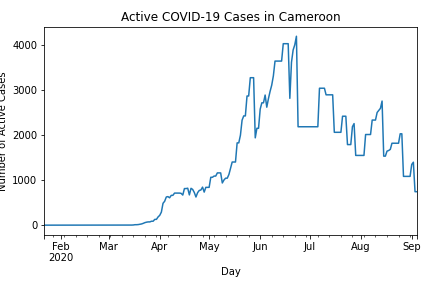 Active COVID-19 Cases in Cameroon
Number of Active Cases
4000
3000
2000
1000
0
Feb Mar Apr May Jun Jul Aug Sep
2020
Day